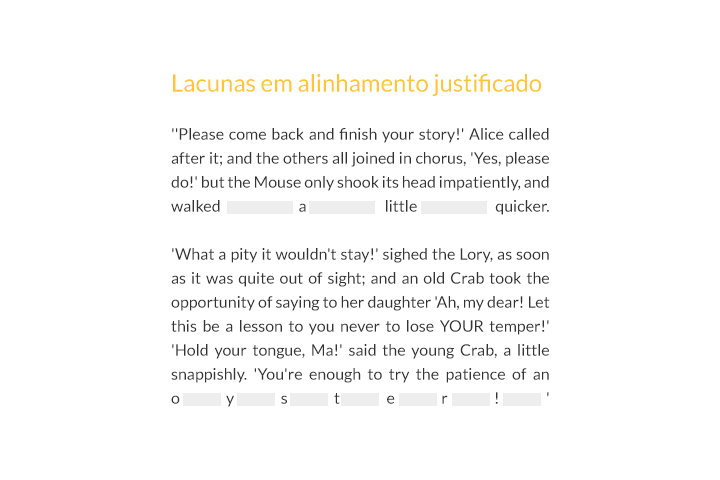 Lacunas em alinhamento justificado
''Please come back and finish your story!' Alice called
after it; and the others all joined in chorus, 'Yes, please
do!' but the Mouse only shook its head impatiently, and
walked a little quicker.
'What a pity it wouldn't stay!' sighed the Lory, as soon
as it was quite out of sight; and an old Crab took the
opportunity of saying to her daughter 'Ah, my dear! Let
this be a lesson to you never to lose YOUR temper!'
'Hold your tongue, Ma!' said the young Crab, a little
snappishly. 'You're enough to try the patience of an
o y s t e r ! '